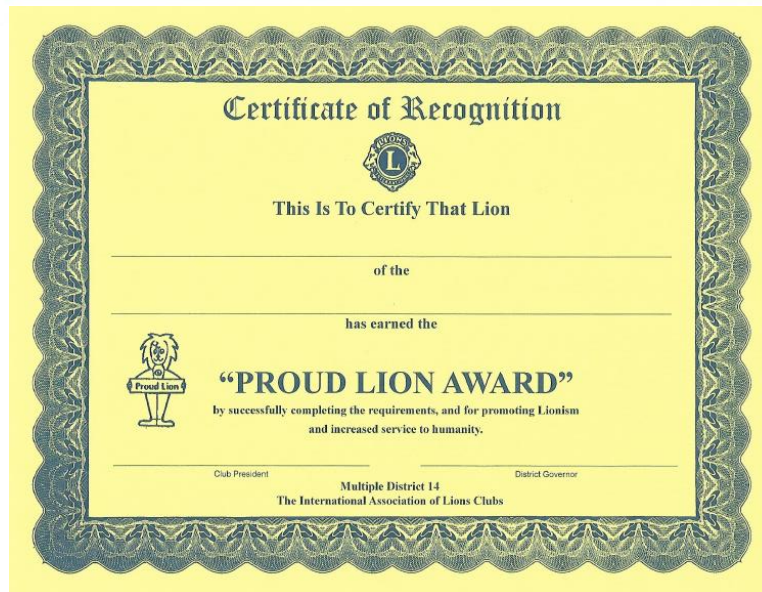 Certificate of Recognition
LIONS
L
INTERNATIONAL
This Is To Certify That Lion
of the
has earned the
Proud Lion
“PROUD LION AWARD”
by successfully completing the requirements, and for promoting Lionism
and increased service to humanity.
Club President
District Governor
Multiple District 14
The International Association of Lions Clubs